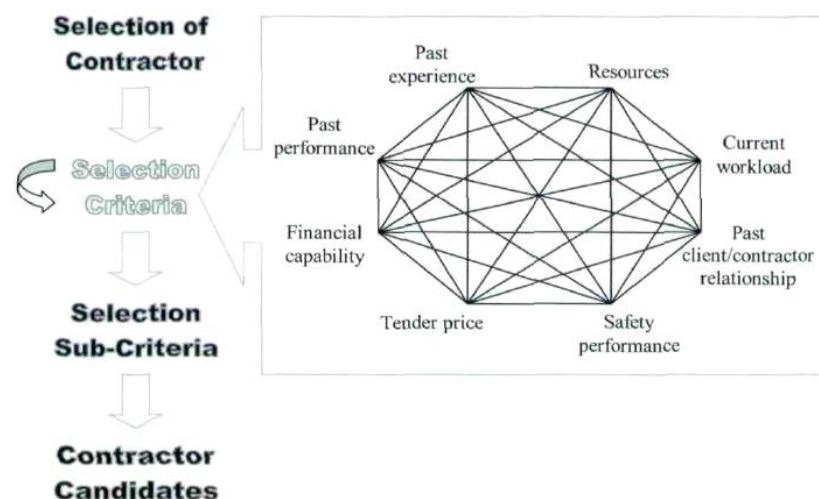 Selection of
Contractor
Selection
Criteria
Selection
Sub-Criteria
Contractor
Candidates
Past
experience
Resources
Past
performance
Current
workload
Financial
capability
Past
client/contractor
relationship
Tender price
Safety
performance